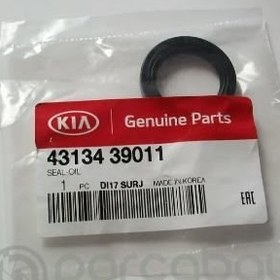 KIA Genuine Parts
43134 39011
SEAL-OIL
1 PC DI17 SURJ MADE IN KOREA
EAC